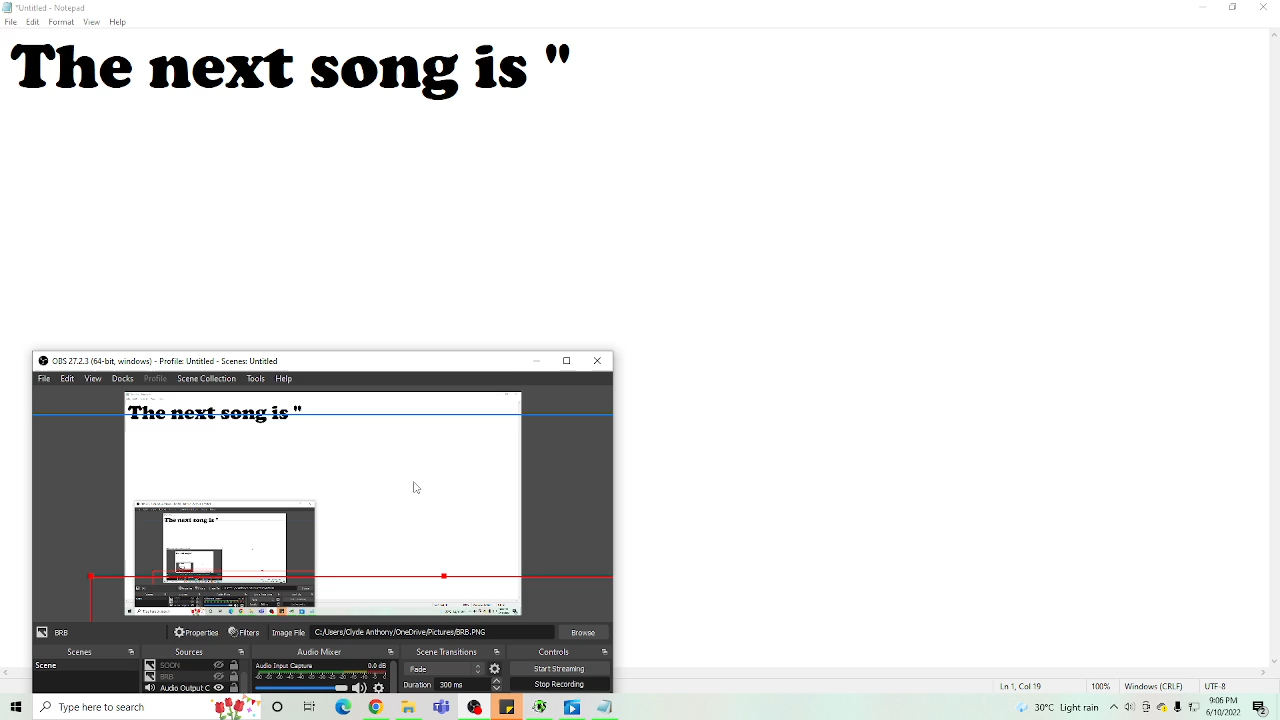 *Untitled - Notepad
File Edit Format View Help
The next song is "
OBS 27.2.3 (64-bit, windows) - Profile: Untitled - Scenes: Untitled
File Edit View Docks Profile Scene Collection Tools Help
The next song is "
The next song is "
BRB Properties Filters Image File C:/Users/Clyde Anthony/OneDrive/Pictures/BRB.PNG Browse
Scenes Sources Audio Mixer Scene Transitions Controls
Scene SOON Audio Input Capture 0.0 dB Fade Start Streaming
BRB
Audio Output C Duration 300 ms Stop Recording
Ln 1, Col 19 100% Windows (CRLF) UTF-8
Type here to search 30°C Light rain 9:06 PM
6/10/2022 2